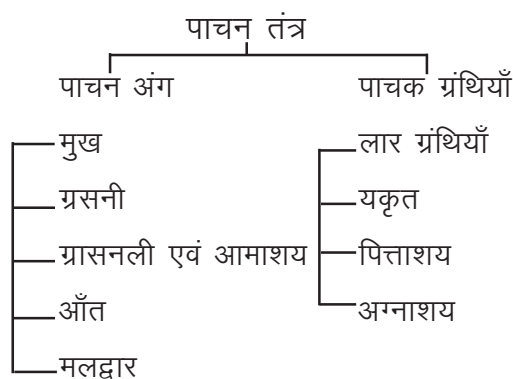 पाचन तंत्र
पाचन अंग पाचक ग्रंथियाँ
मुख लार ग्रंथियाँ
ग्रसनी यकृत
ग्रासनली एवं आमाशय पित्ताशय
आँत अग्नाशय
मलद्वार